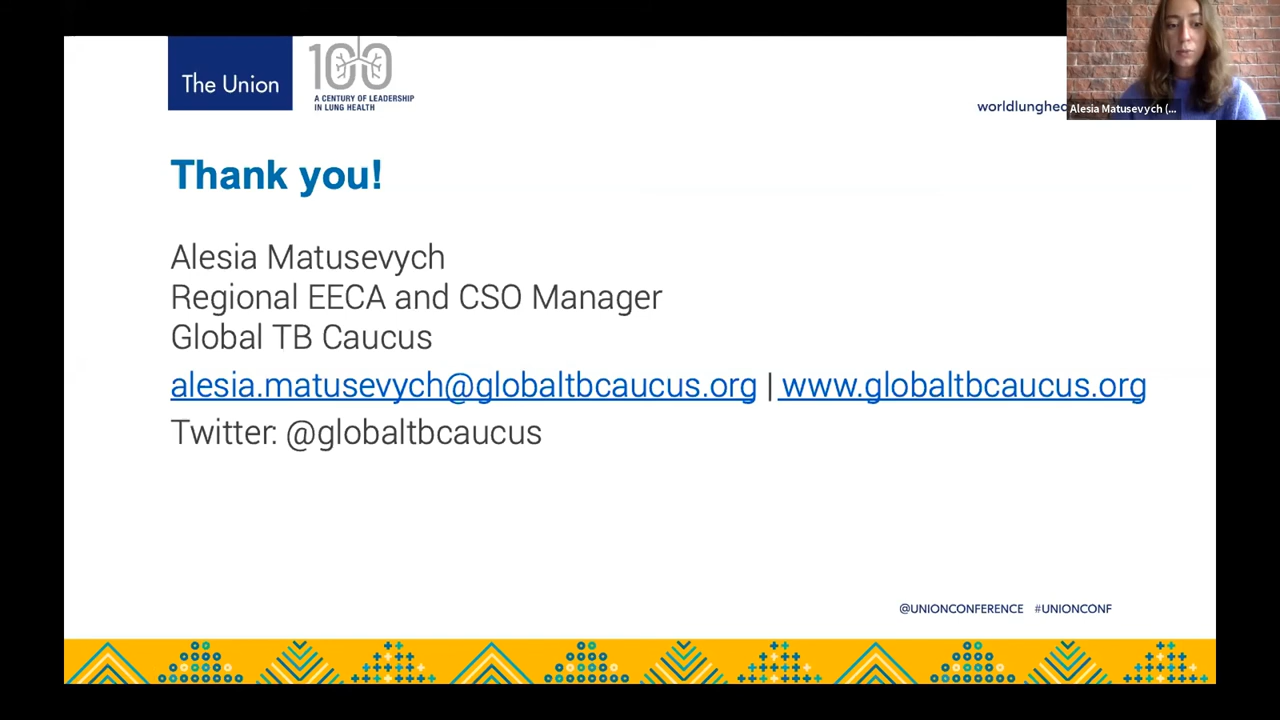 The Union
100
A CENTURY OF LEADERSHIP
IN LUNG HEALTH
Alesia Matusevych (...
Thank you!
Alesia Matusevych
Regional EECA and CSO Manager
Global TB Caucus
alesia.matusevych@globaltbcaucus.org | www.globaltbcaucus.org
Twitter: @globaltbcaucus
@UNIONCONFERENCE #UNIONCONF